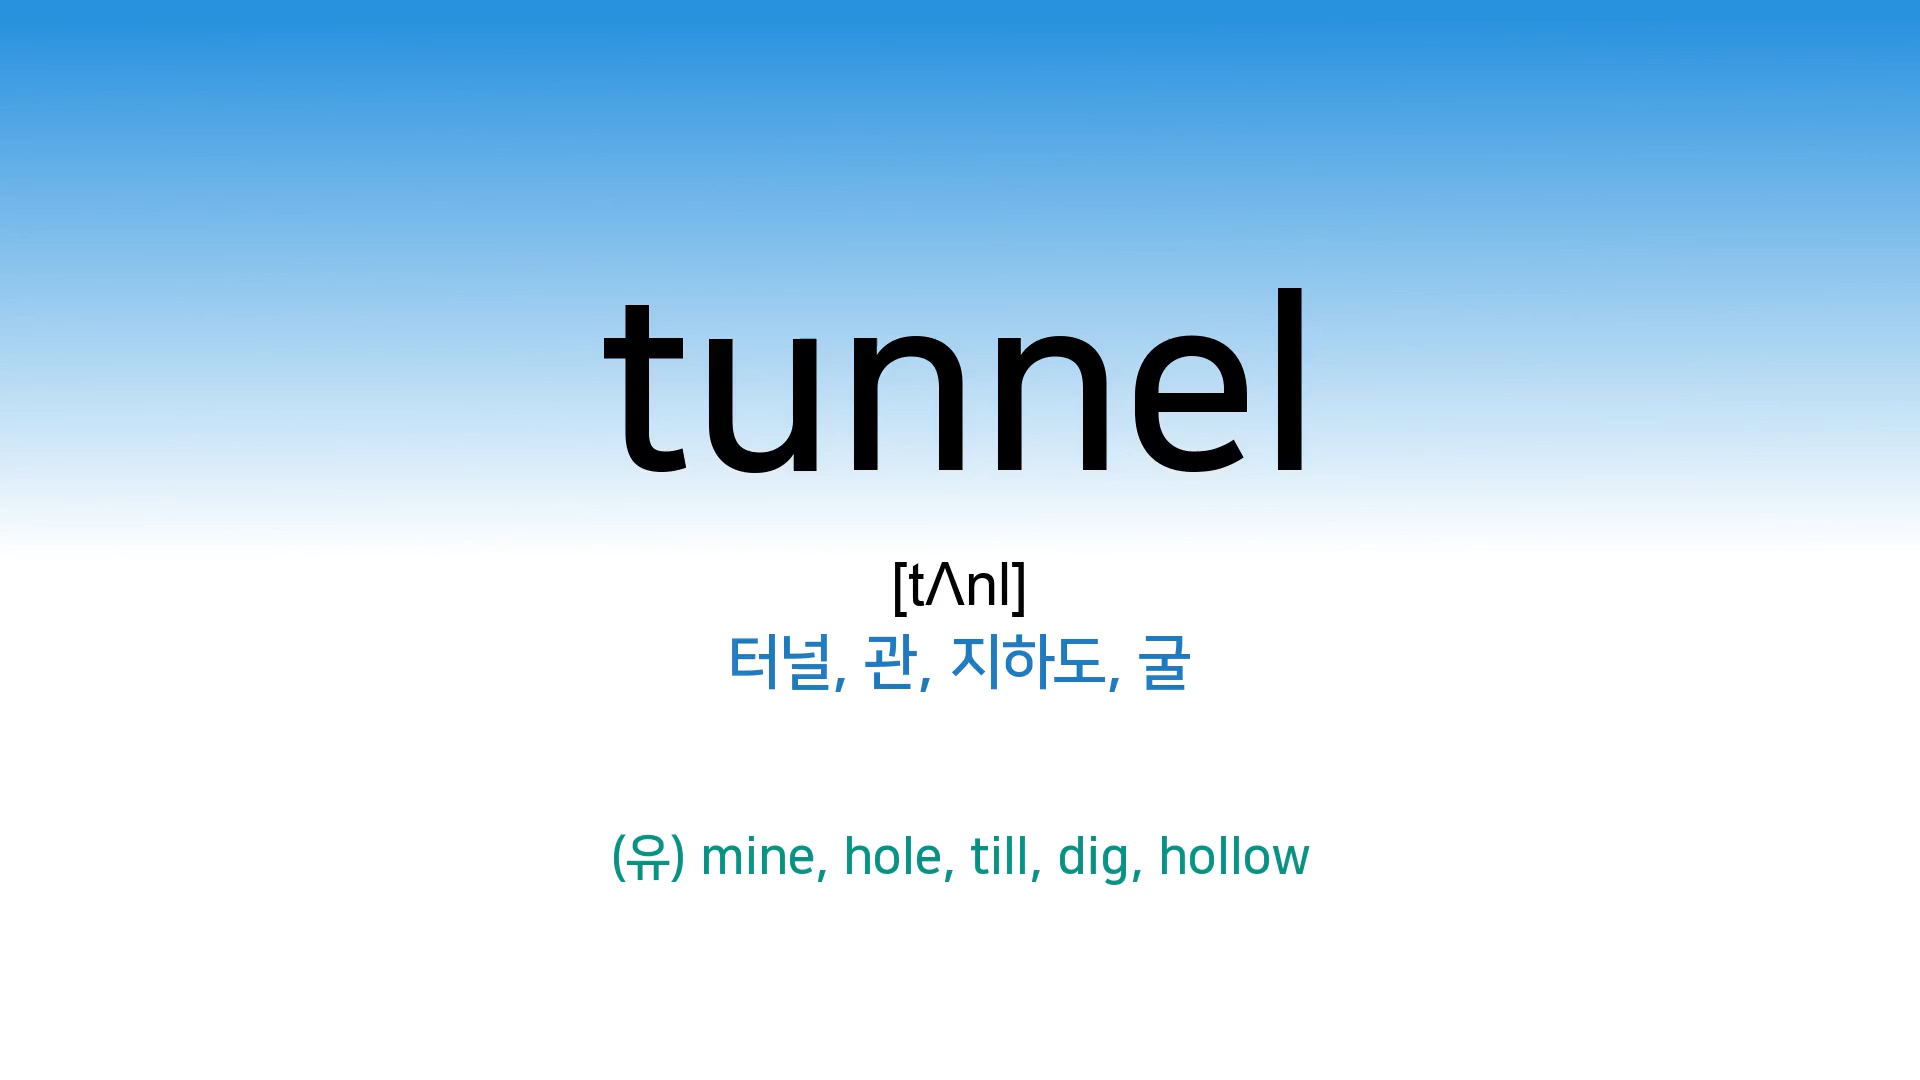 tunnel
[tΛnl]
터널, 관, 지하도, 굴
(유) mine, hole, till, dig, hollow